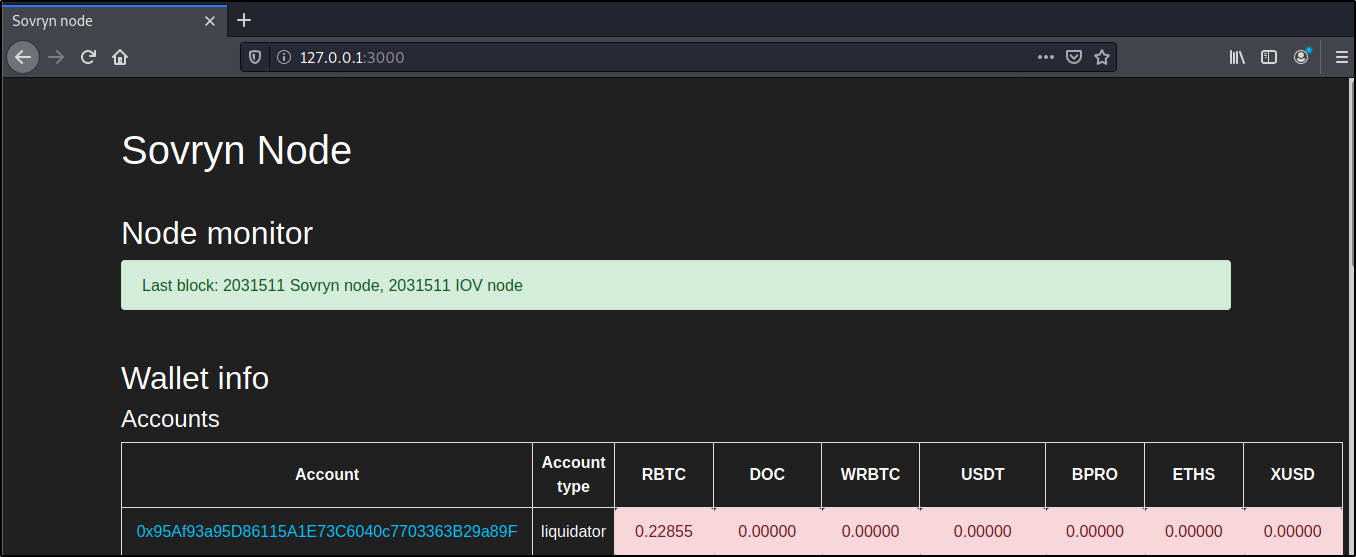 Sovryn node
127.0.0.1:3000
Sovryn Node
Node monitor
Last block: 2031511 Sovryn node, 2031511 IOV node
Wallet info
Accounts
Account Account type RBTC DOC WRBTC USDT BPRO ETHS XUSD
0x95Af93a95D86115A1E73C6040c7703363B29a89F liquidator 0.22855 0.00000 0.00000 0.00000 0.00000 0.00000 0.00000